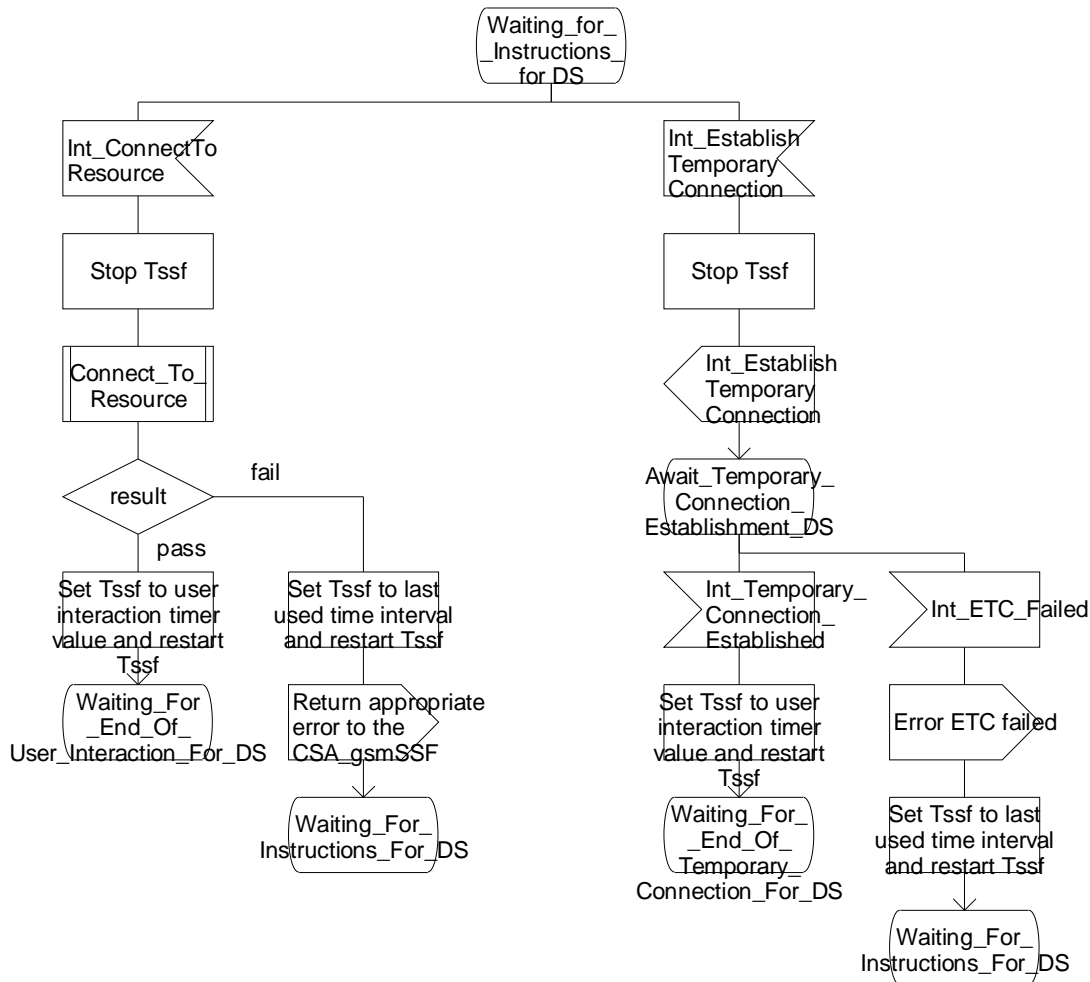 Waiting_for_
_Instructions_
for DS
Int_ConnectTo
Resource
Stop Tssf
Connect_To_
Resource
result
fail
pass
Set Tssf to user
interaction timer
value and restart
Tssf
Waiting_For
_End_Of_
User_Interaction_For_DS
Set Tssf to last
used time interval
and restart Tssf
Return appropriate
error to the
CSA_gsmSSF
Waiting_For_
Instructions_For_DS
Int_Establish
Temporary
Connection
Stop Tssf
Int_Establish
Temporary
Connection
Await_Temporary_
Connection_
Establishment_DS
Int_Temporary_
Connection_
Established
Set Tssf to user
interaction timer
value and restart
Tssf
Waiting_For_
_End_Of_
Temporary_
Connection_For_DS
Int_ETC_Failed
Error ETC failed
Set Tssf to last
used time interval
and restart Tssf
Waiting_For_
Instructions_For_DS